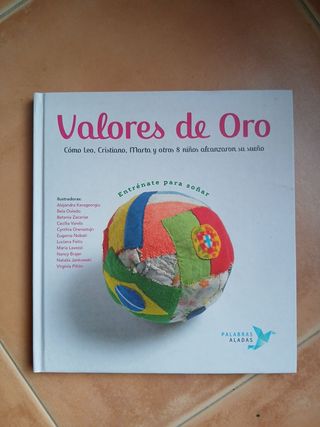 Valores de Oro
Cómo Leo, Cristiano, Marta y otros 8 niños alcanzaron su sueño
Entrénate para soñar
Ilustradoras:
Alejandra Karageorgiu
Bela Oviedo
Betania Zacarias
Cecilia Varela
Cynthia Orensztajn
Eugenia Nobati
Luciana Feito
María Lavezzi
Nancy Brajer
Natalia Jankowski
Virginia Piñón
PALABRAS
ALADAS